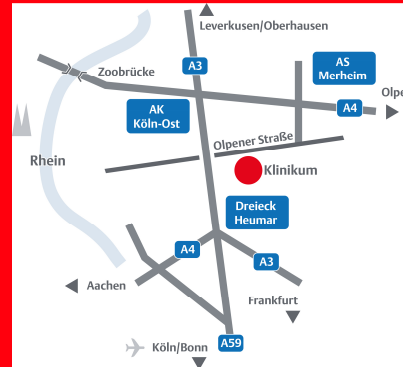 Leverkusen/Oberhausen
A3
Zoobrücke
AS
Merheim
AK
Köln-Ost
A4
Olpe
Olpener Straße
Rhein
Klinikum
Dreieck
Heumar
A4
A3
Aachen
Frankfurt
Köln/Bonn
A59